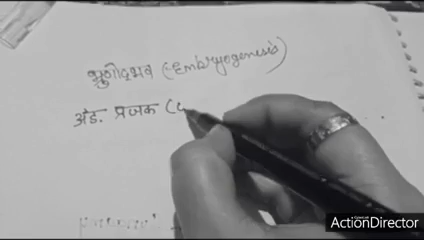 भ्रुणोद्भव (-Embryogenesis)
अंड. प्रजक (
ActionDirector